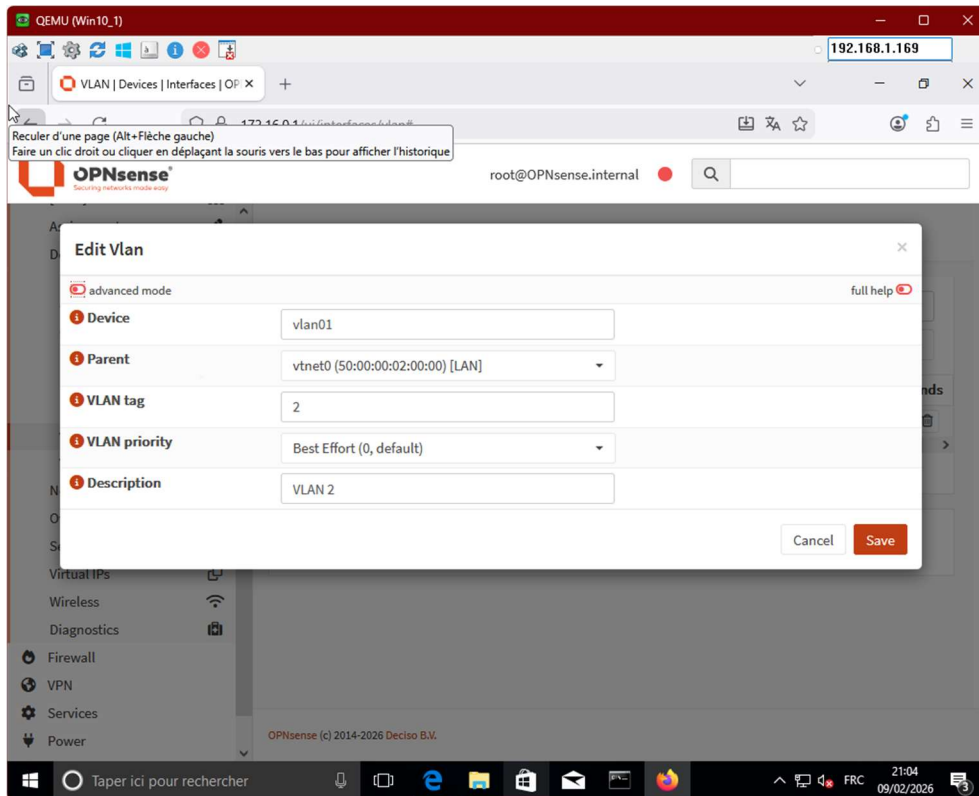 QEMU (Win10_1)
192.168.1.169
VLAN | Devices | Interfaces | OP
172.16.0.1/ui/interfaces/vlan#
Reculer d'une page (Alt+Flèche gauche)
Faire un clic droit ou cliquer en déplaçant la souris vers le bas pour afficher l'historique
OPNsense
Securing networks made easy
root@OPNsense.internal
Edit Vlan
advanced mode
full help
Device
vlan01
Parent
vtnet0 (50:00:00:02:00:00) [LAN]
VLAN tag
2
VLAN priority
Best Effort (0, default)
Description
VLAN 2
Cancel
Save
Virtual IPs
Wireless
Diagnostics
Firewall
VPN
Services
Power
OPNsense (c) 2014-2026 Deciso B.V.
Taper ici pour rechercher
FRC
21:04
09/02/2026
3